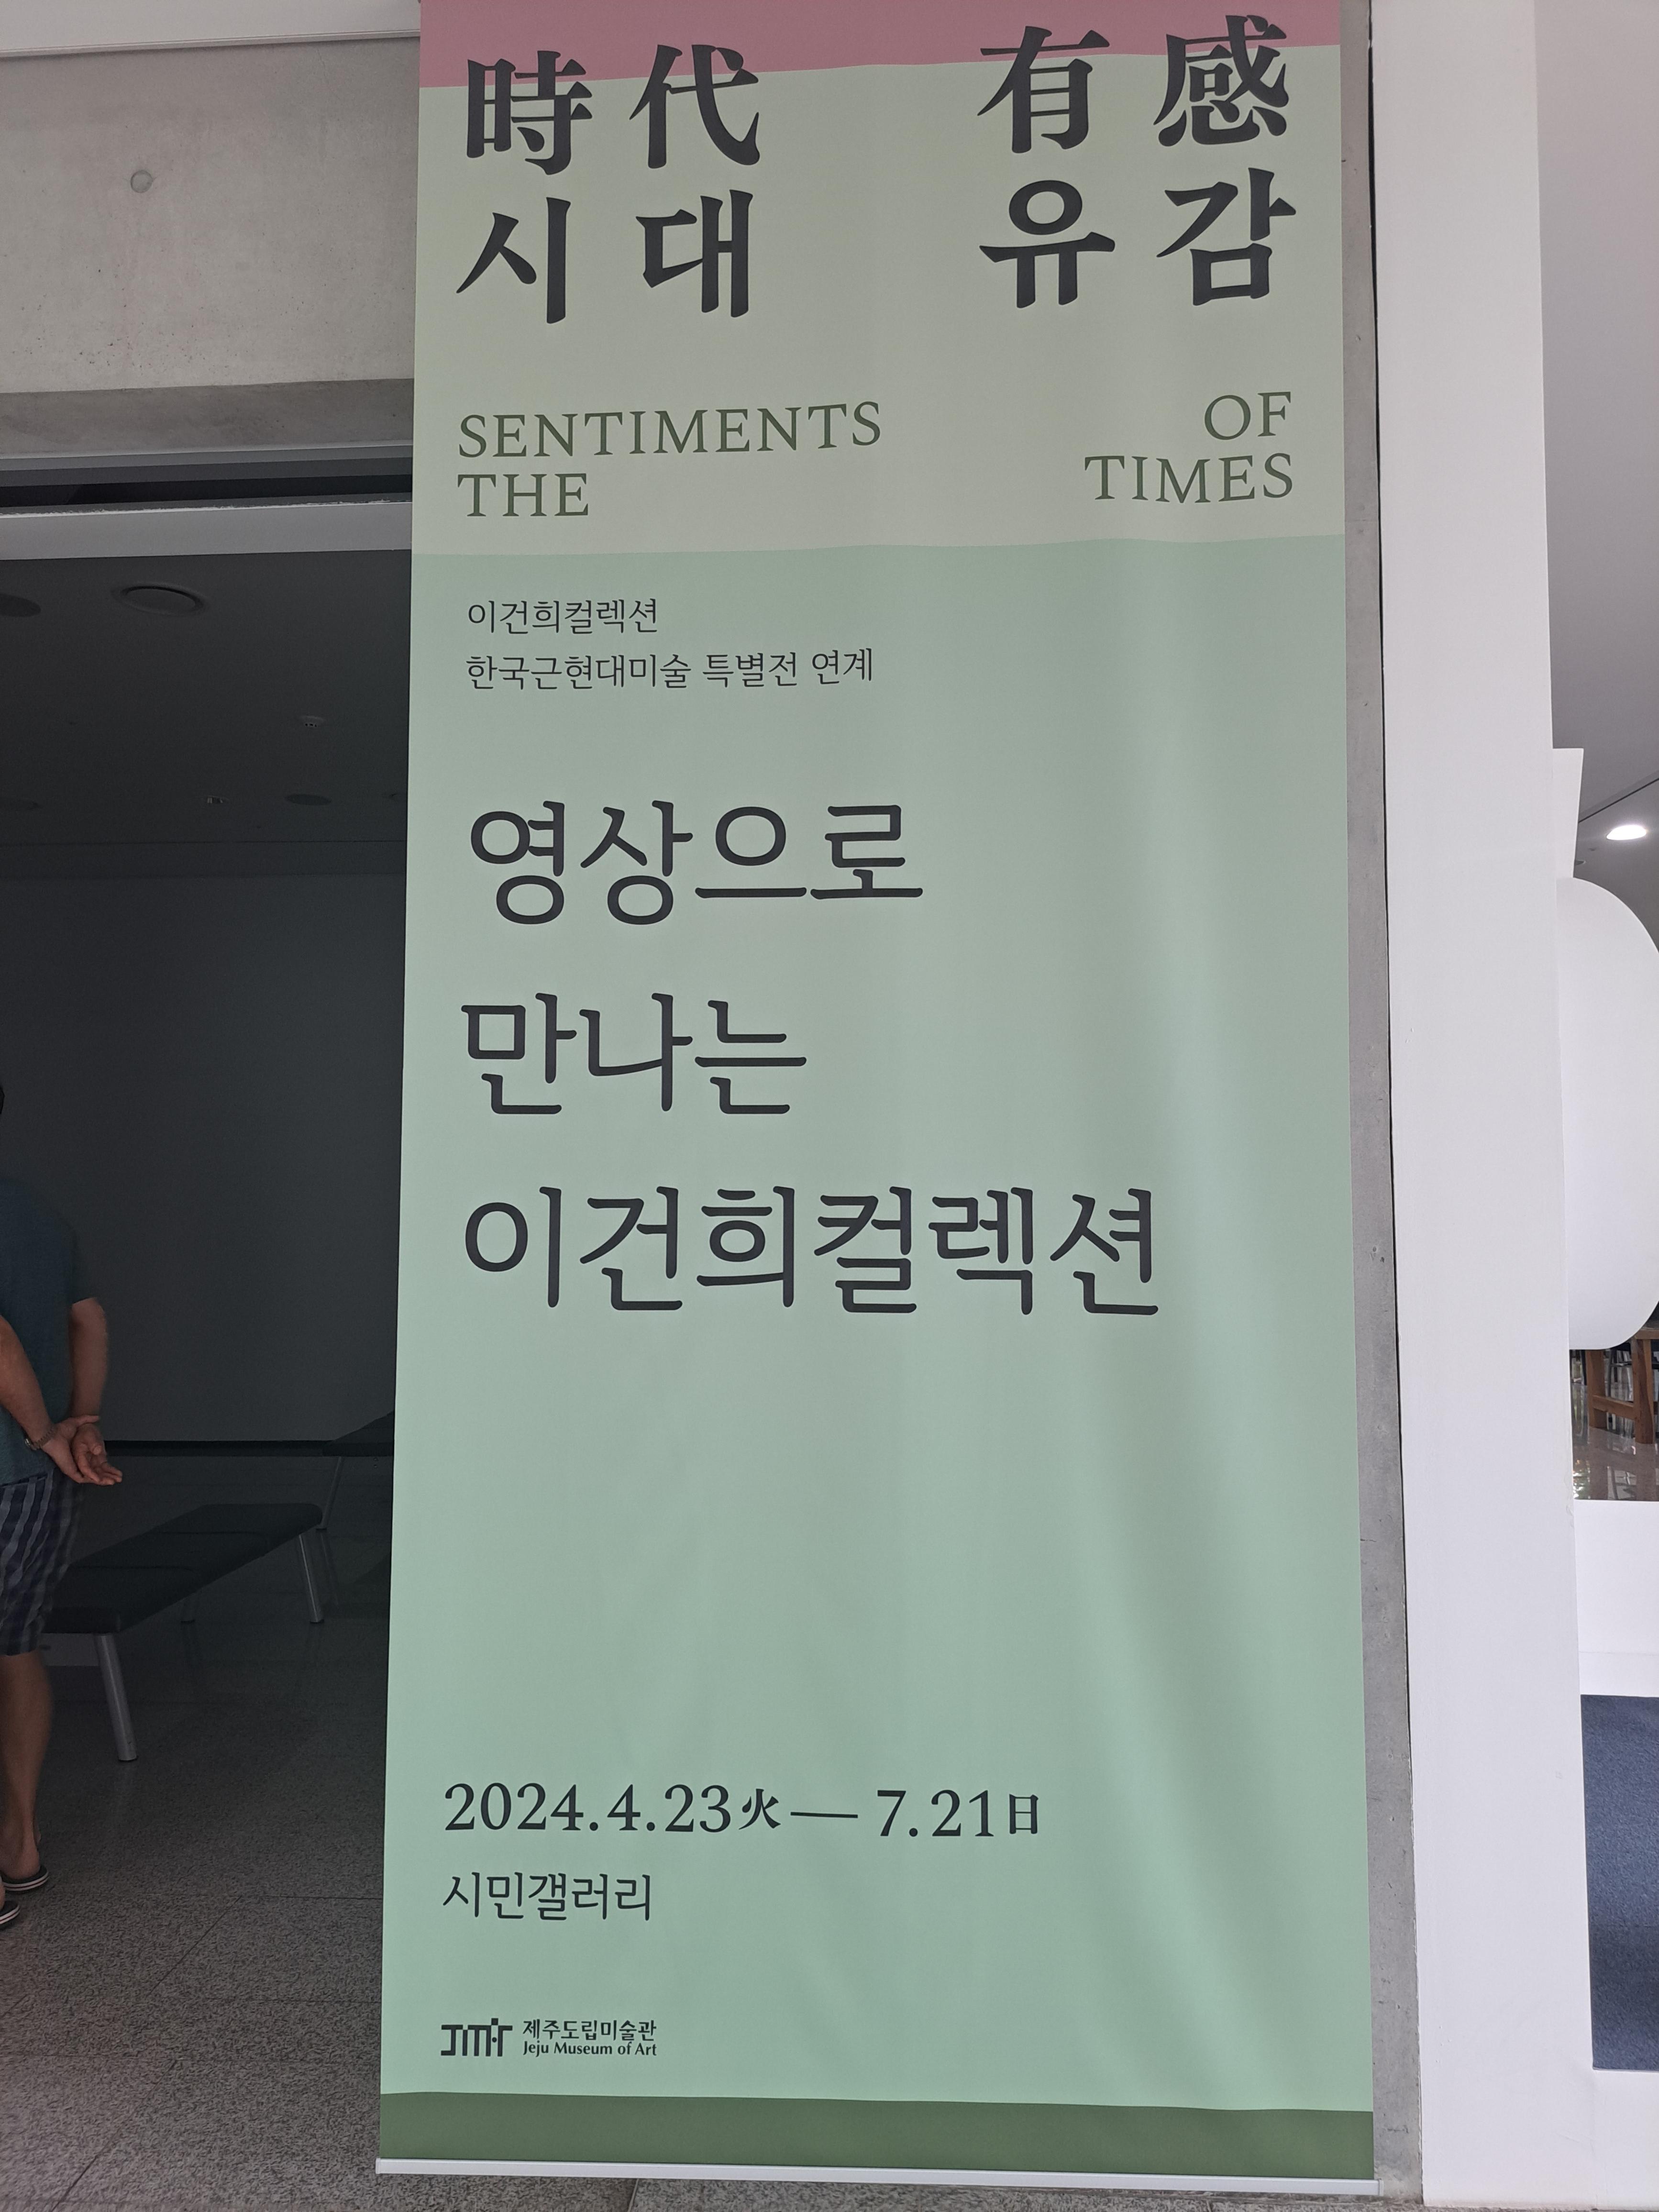 時代 有感
시대 유감
SENTIMENTS OF
THE TIMES
이건희컬렉션
한국근현대미술 특별전 연계
영상으로
만나는
이건희컬렉션
2024.4.23火 — 7.21日
시민갤러리
JMA 제주도립미술관
Jeju Museum of Art